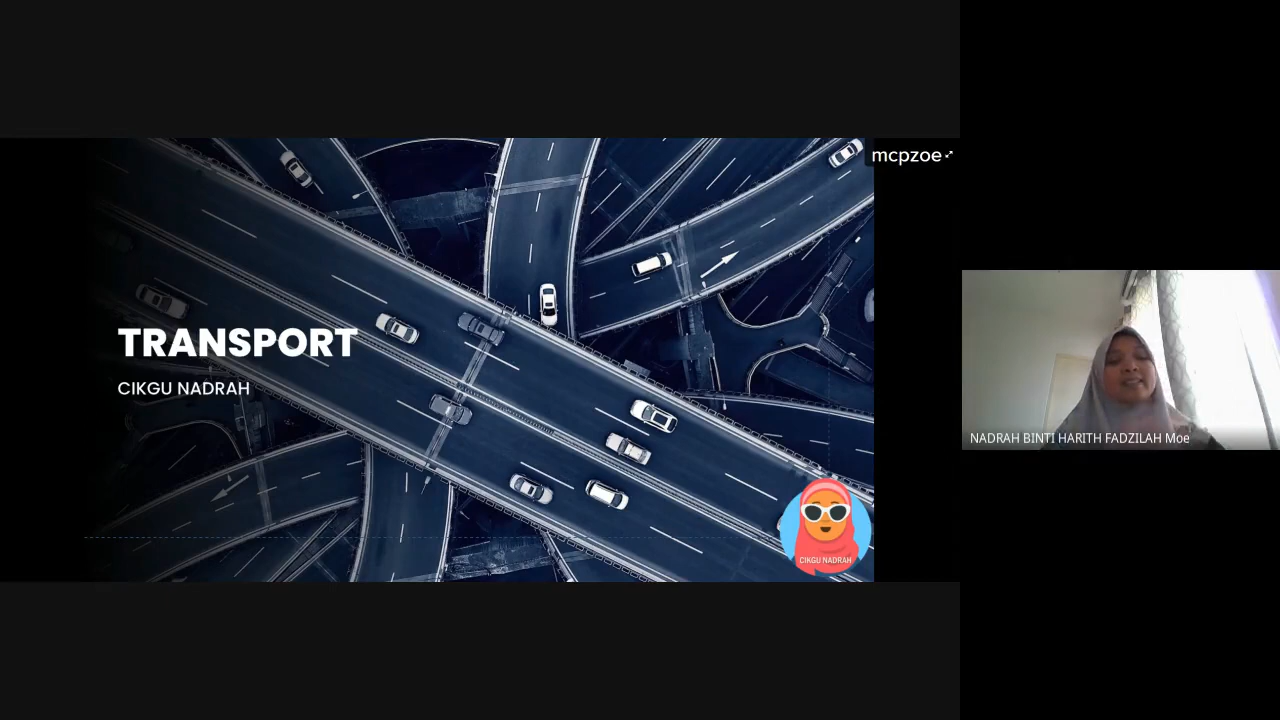 mcpzoe
TRANSPORT
CIKGU NADRAH
CIKGU NADRAH
NADRAH BINTI HARITH FADZILAH Moe